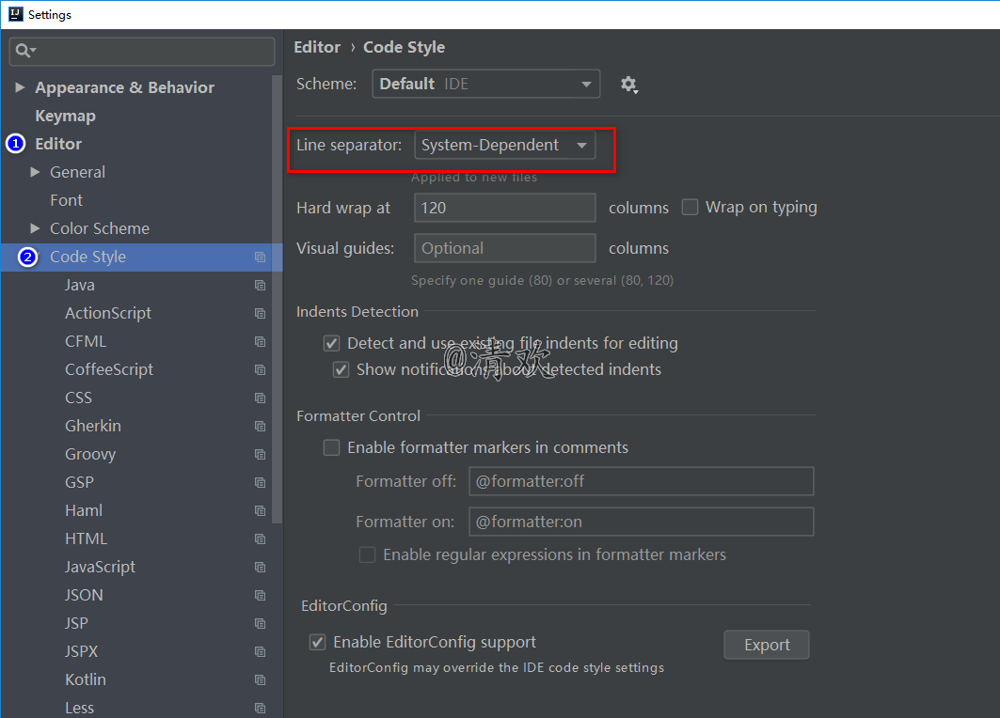 Settings
Appearance & Behavior
Keymap
1 Editor
General
Font
Color Scheme
2 Code Style
Java
ActionScript
CFML
CoffeeScript
CSS
Gherkin
Groovy
GSP
Haml
HTML
JavaScript
JSON
JSP
JSPX
Kotlin
Less
Editor › Code Style
Scheme: Default IDE
Line separator: System-Dependent
Applied to new files
Hard wrap at 120 columns Wrap on typing
Visual guides: Optional columns
Specify one guide (80) or several (80, 120)
Indents Detection
Detect and use existing file indents for editing
Show notifications about detected indents
@清欢
Formatter Control
Enable formatter markers in comments
Formatter off: @formatter:off
Formatter on: @formatter:on
Enable regular expressions in formatter markers
EditorConfig
Enable EditorConfig support
Export
EditorConfig may override the IDE code style settings